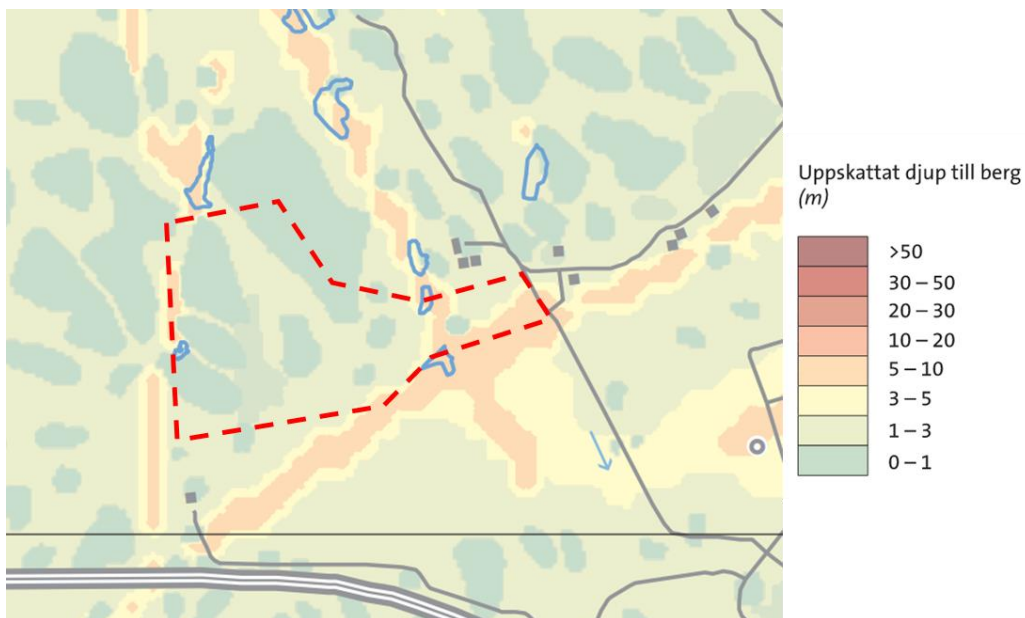 Uppskattat djup till berg
(m)
>50
30 – 50
20 – 30
10 – 20
5 – 10
3 – 5
1 – 3
0 – 1